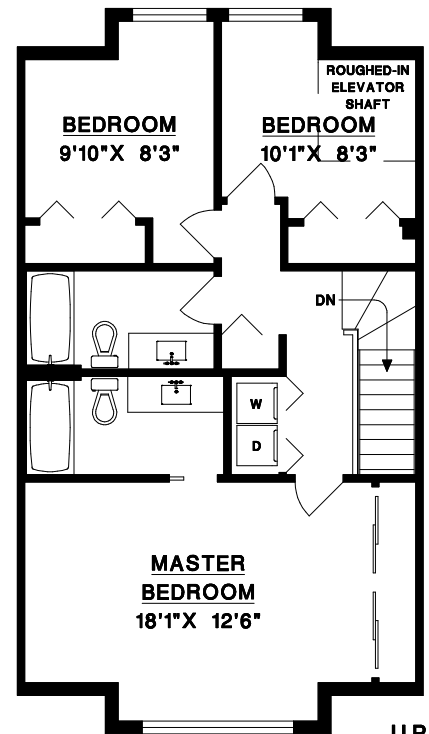 ROUGHED-IN
ELEVATOR
SHAFT
BEDROOM
9'10"X 8'3"
BEDROOM
10'1"X 8'3"
DN
W
D
MASTER
BEDROOM
18'1"X 12'6"